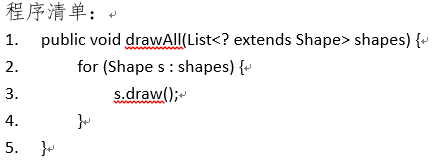 程序清单：
1. public void drawAll(List<? extends Shape> shapes) {
2. for (Shape s : shapes) {
3. s.draw();
4. }
5. }